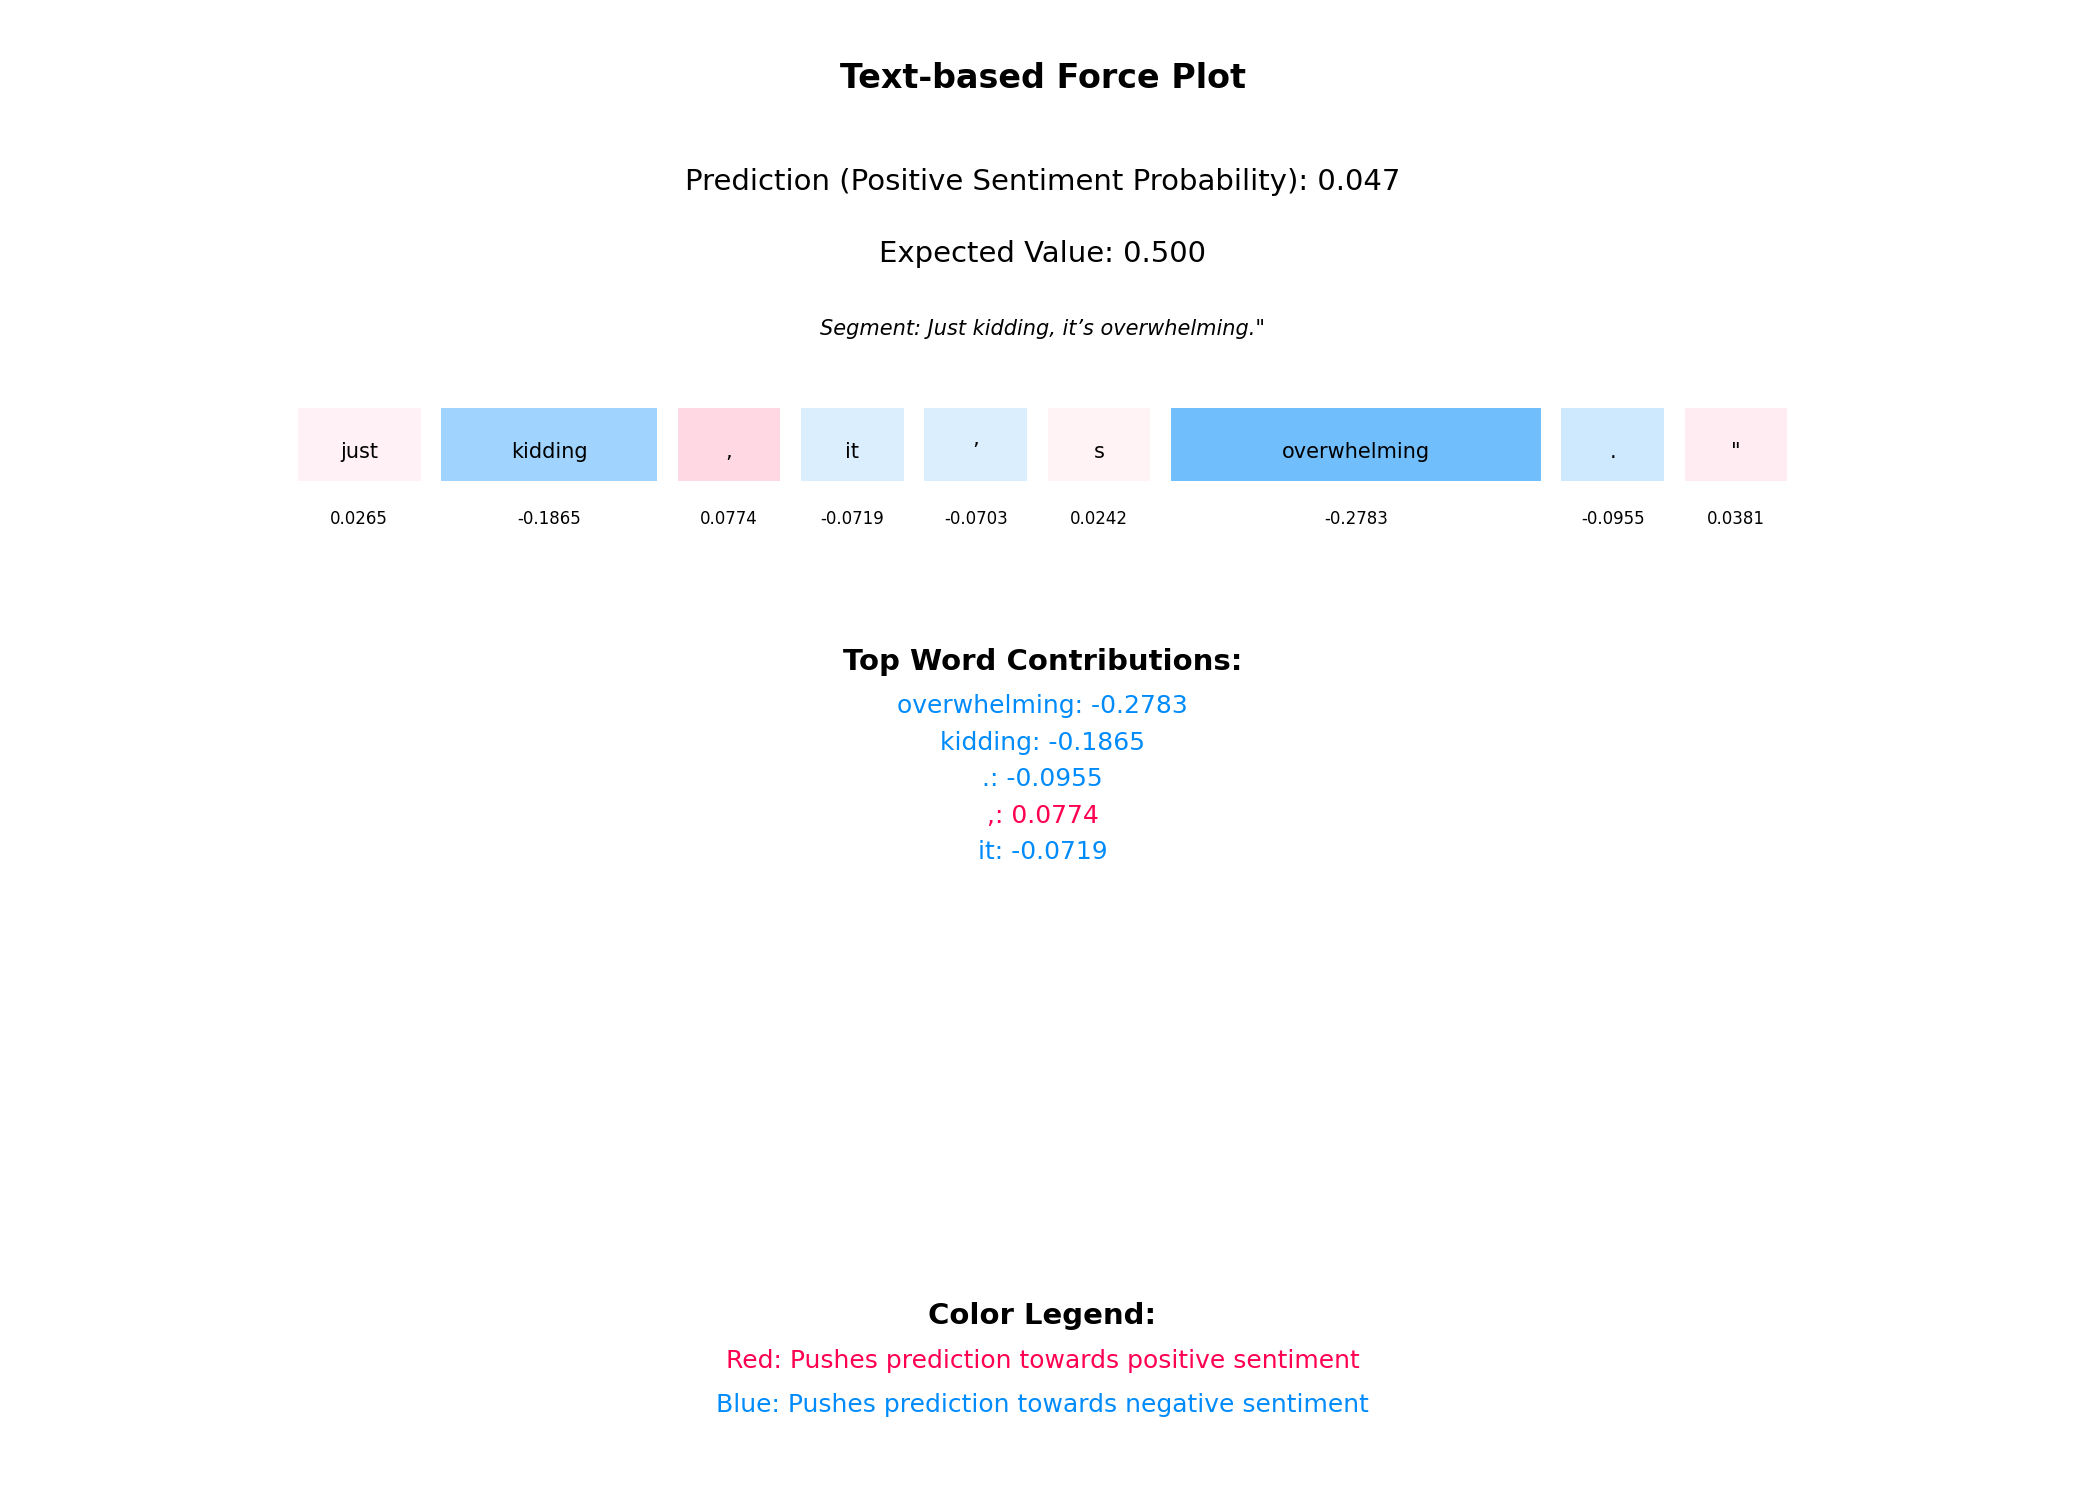 Text-based Force Plot
Prediction (Positive Sentiment Probability): 0.047
Expected Value: 0.500
Segment: Just kidding, it’s overwhelming."
just kidding , it ’ s overwhelming . "
0.0265 -0.1865 0.0774 -0.0719 -0.0703 0.0242 -0.2783 -0.0955 0.0381
Top Word Contributions:
overwhelming: -0.2783
kidding: -0.1865
.: -0.0955
,: 0.0774
it: -0.0719
Color Legend:
Red: Pushes prediction towards positive sentiment
Blue: Pushes prediction towards negative sentiment